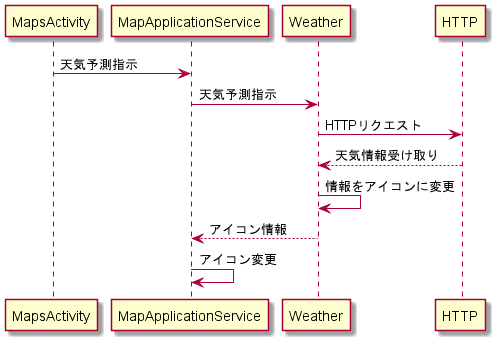 MapsActivity MapApplicationService Weather HTTP
天気予測指示
天気予測指示
HTTPリクエスト
天気情報受け取り
情報をアイコンに変更
アイコン情報
アイコン変更
MapsActivity MapApplicationService Weather HTTP